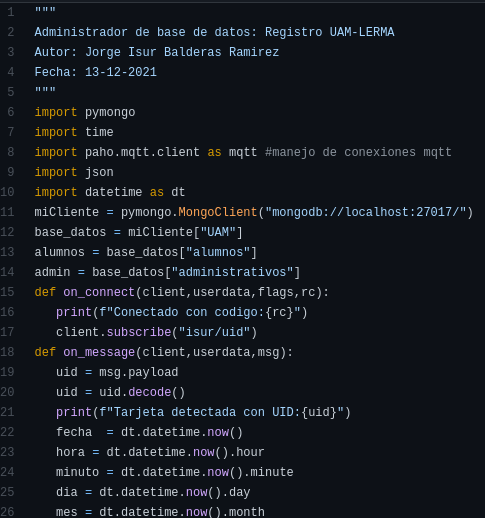 1 """
2 Administrador de base de datos: Registro UAM-LERMA
3 Autor: Jorge Isur Balderas Ramirez
4 Fecha: 13-12-2021
5 """
6 import pymongo
7 import time
8 import paho.mqtt.client as mqtt #manejo de conexiones mqtt
9 import json
10 import datetime as dt
11 miCliente = pymongo.MongoClient("mongodb://localhost:27017/")
12 base_datos = miCliente["UAM"]
13 alumnos = base_datos["alumnos"]
14 admin = base_datos["administrativos"]
15 def on_connect(client,userdata,flags,rc):
16    print(f"Conectado con codigo:{rc}")
17    client.subscribe("isur/uid")
18 def on_message(client,userdata,msg):
19    uid = msg.payload
20    uid = uid.decode()
21    print(f"Tarjeta detectada con UID:{uid}")
22    fecha  = dt.datetime.now()
23    hora = dt.datetime.now().hour
24    minuto = dt.datetime.now().minute
25    dia = dt.datetime.now().day
26    mes = dt.datetime.now().month